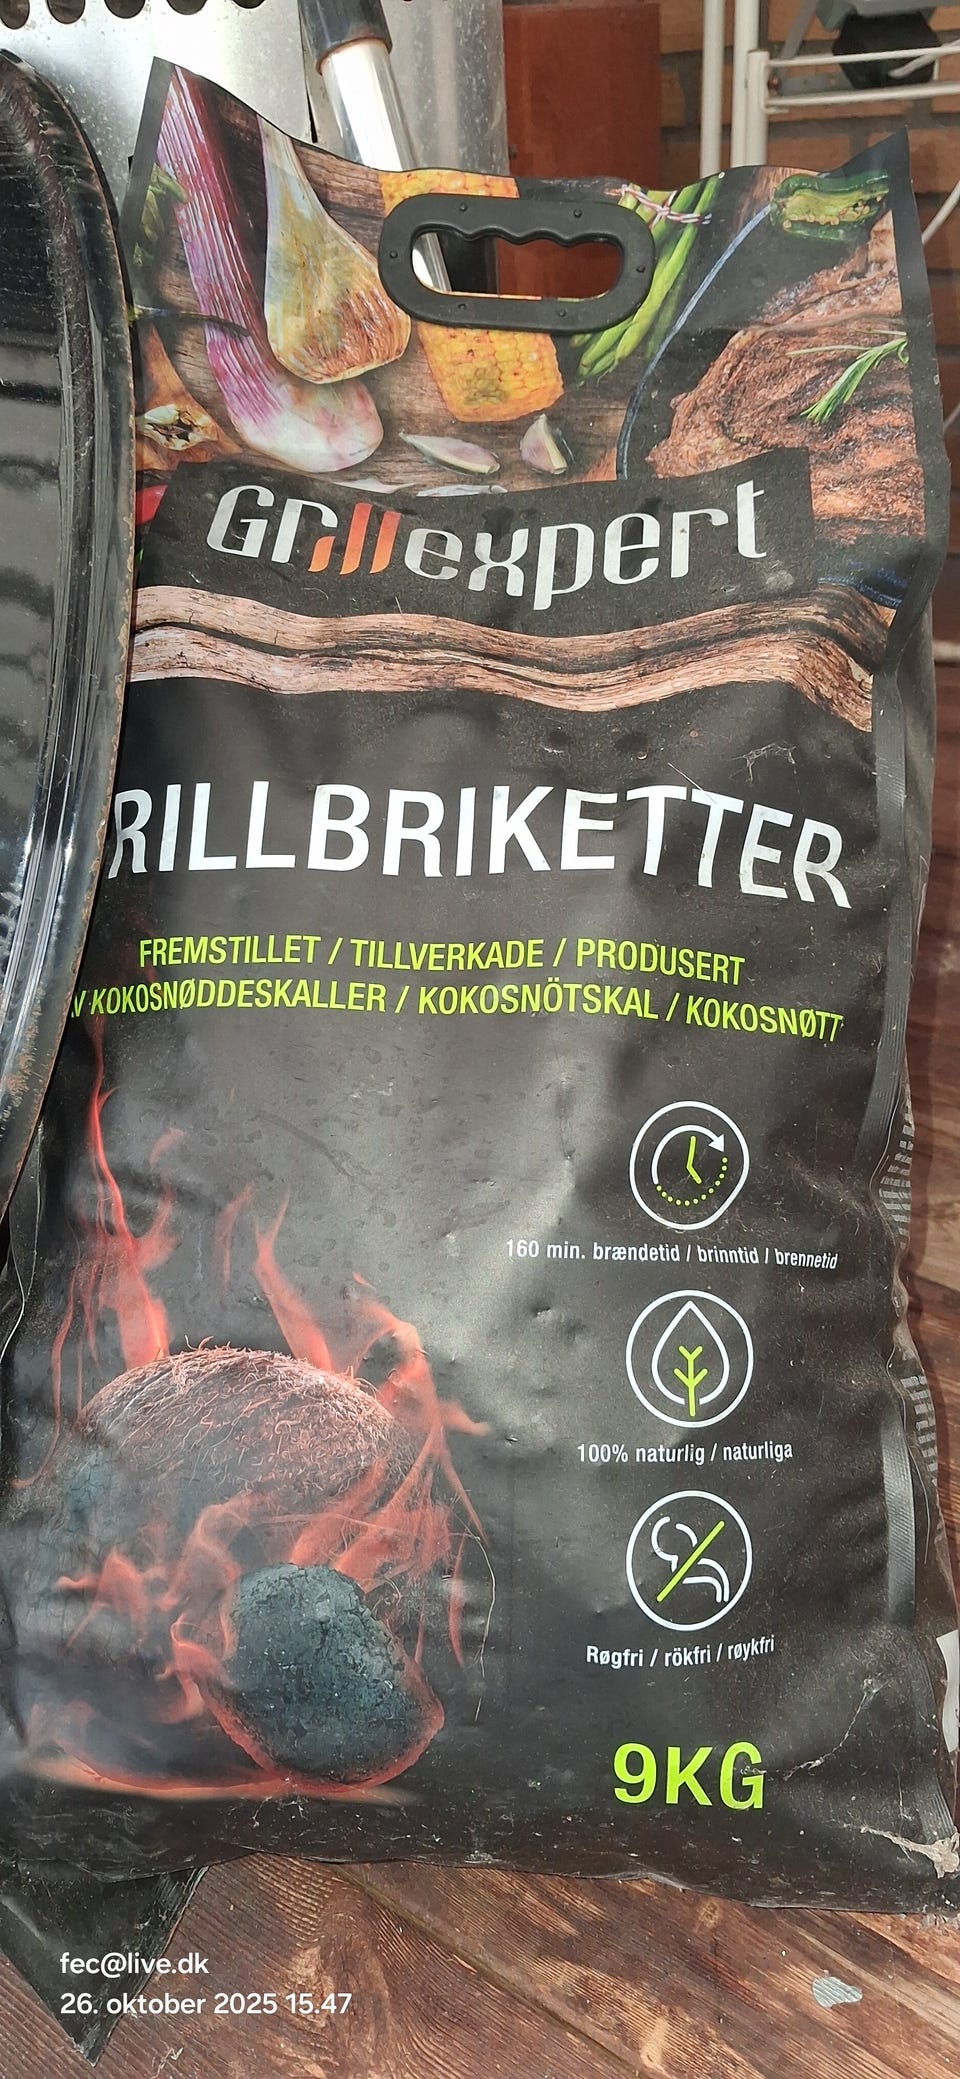 Grillexpert
RILLBRIKETTER
FREMSTILLET / TILLVERKADE / PRODUSERT
V KOKOSNØDDESKALLER / KOKOSNÖTSKAL / KOKOSNØTT
160 min. brændetid / brinntid / brennetid
100% naturlig / naturliga
Røgfri / rökfri / røykfri
9KG
fec@live.dk
26. oktober 2025 15.47